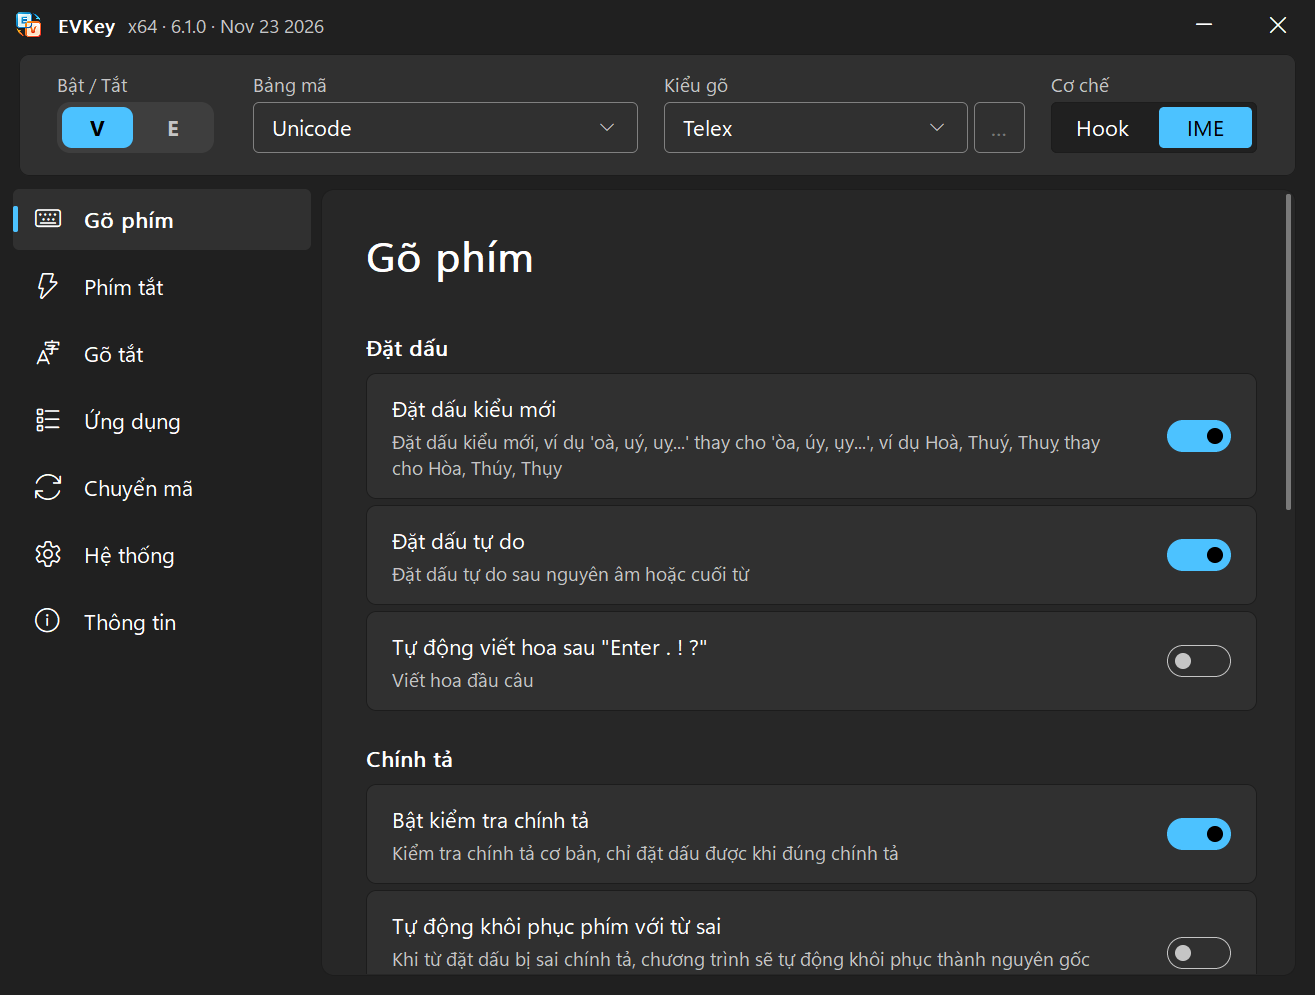 EVKey x64 · 6.1.0 · Nov 23 2026
Bật / Tắt
V E
Bảng mã
Unicode
Kiểu gõ
Telex
...
Cơ chế
Hook IME
Gõ phím
Phím tắt
Gõ tắt
Ứng dụng
Chuyển mã
Hệ thống
Thông tin
Gõ phím
Đặt dấu
Đặt dấu kiểu mới
Đặt dấu kiểu mới, ví dụ 'oà, uý, uỵ...' thay cho 'òa, úy, ụy...', ví dụ Hoà, Thuý, Thuỵ thay
cho Hòa, Thúy, Thụy
Đặt dấu tự do
Đặt dấu tự do sau nguyên âm hoặc cuối từ
Tự động viết hoa sau "Enter . ! ?"
Viết hoa đầu câu
Chính tả
Bật kiểm tra chính tả
Kiểm tra chính tả cơ bản, chỉ đặt dấu được khi đúng chính tả
Tự động khôi phục phím với từ sai
Khi từ đặt dấu bị sai chính tả, chương trình sẽ tự động khôi phục thành nguyên gốc